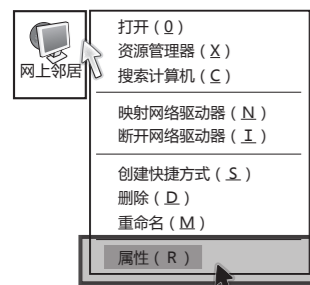 网上邻居
打开（0）
资源管理器（X）
搜索计算机（C）
映射网络驱动器（N）
断开网络驱动器（I）
创建快捷方式（S）
删除（D）
重命名（M）
属性（R）